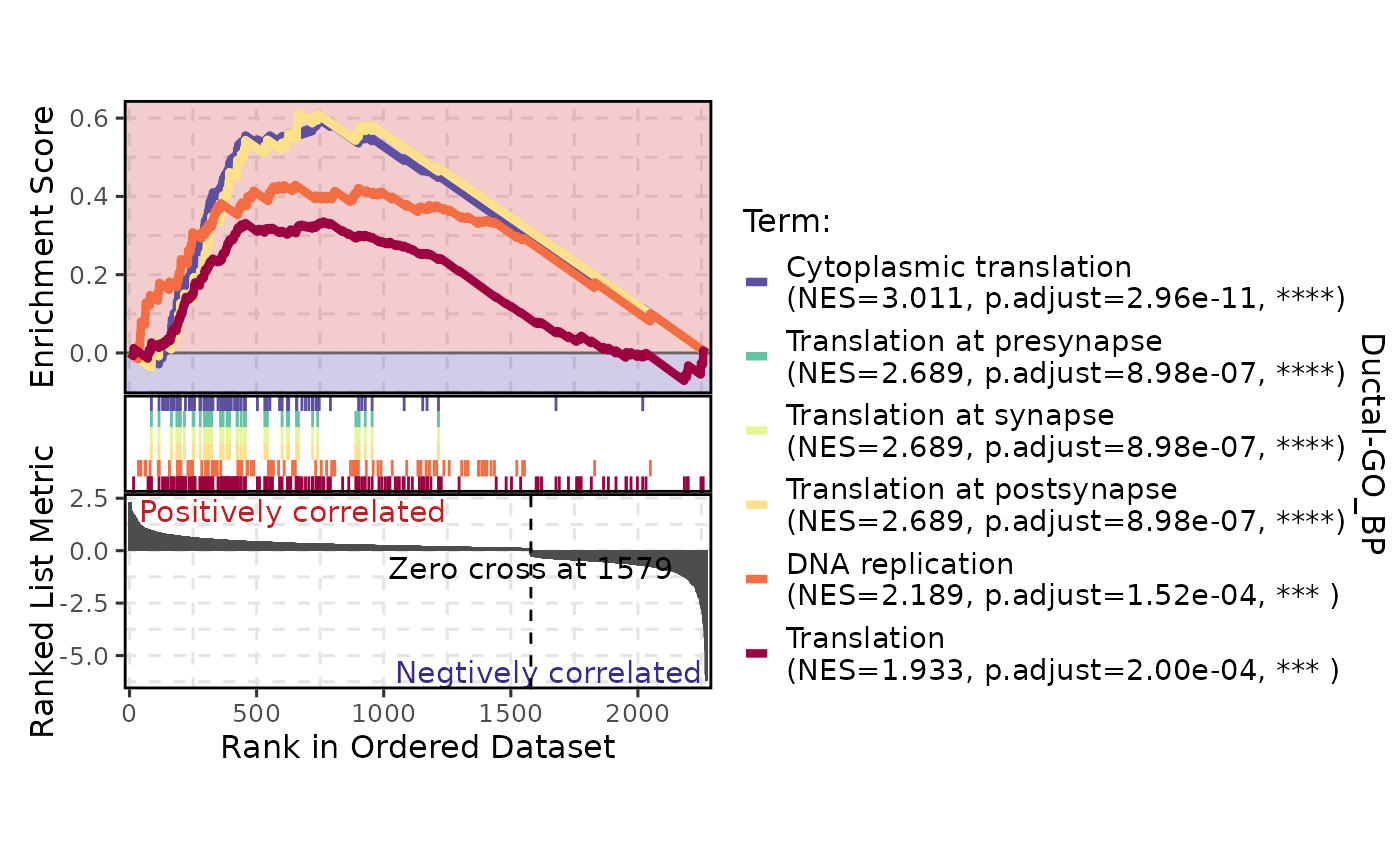 Enrichment Score
0.6
0.4
0.2
0.0
Ranked List Metric
2.5
0.0
-2.5
-5.0
Positively correlated
Zero cross at 1579
Negtively correlated
0 500 1000 1500 2000
Rank in Ordered Dataset
Term:
Cytoplasmic translation
(NES=3.011, p.adjust=2.96e-11, ****)
Translation at presynapse
(NES=2.689, p.adjust=8.98e-07, ****)
Translation at synapse
(NES=2.689, p.adjust=8.98e-07, ****)
Translation at postsynapse
(NES=2.689, p.adjust=8.98e-07, ****)
DNA replication
(NES=2.189, p.adjust=1.52e-04, *** )
Translation
(NES=1.933, p.adjust=2.00e-04, *** )
Ductal-GO_BP